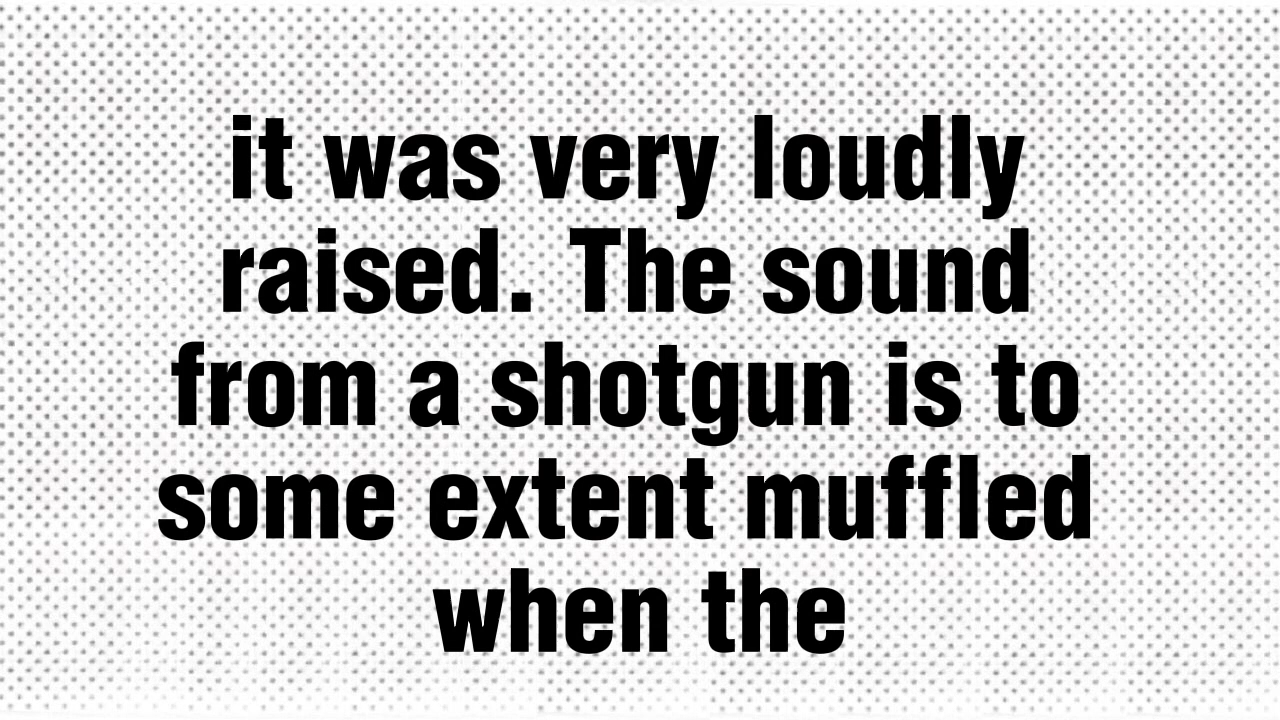 it was very loudly
raised. The sound
from a shotgun is to
some extent muffled
when the